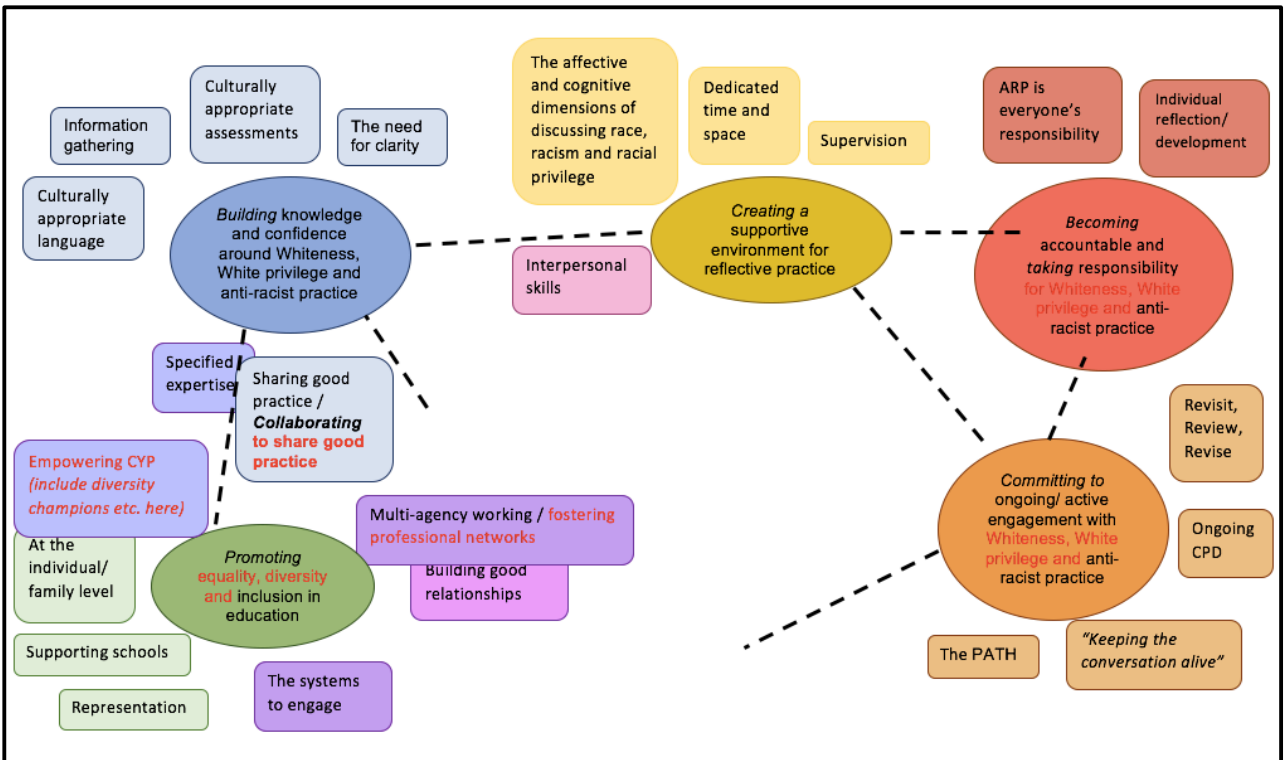 Culturally
appropriate
assessments
Information
gathering
The need
for clarity
Culturally
appropriate
language
Building knowledge
and confidence
around Whiteness,
White privilege and
anti-racist practice
The affective
and cognitive
dimensions of
discussing race,
racism and racial
privilege
Dedicated
time and
space
Supervision
Creating a
supportive
environment for
reflective practice
Interpersonal
skills
ARP is
everyone’s
responsibility
Individual
reflection/
development
Becoming
accountable and
taking responsibility
for Whiteness, White
privilege and anti-
racist practice
Specified
expertise
Sharing good
practice /
Collaborating
to share good
practice
Empowering CYP
(include diversity
champions etc. here)
At the
individual/
family level
Promoting
equality, diversity
and inclusion in
education
Multi-agency working / fostering
professional networks
Building good
relationships
Supporting schools
Representation
The systems
to engage
Revisit,
Review,
Revise
Committing to
ongoing/ active
engagement with
Whiteness, White
privilege and anti-
racist practice
Ongoing
CPD
The PATH
“Keeping the
conversation alive”